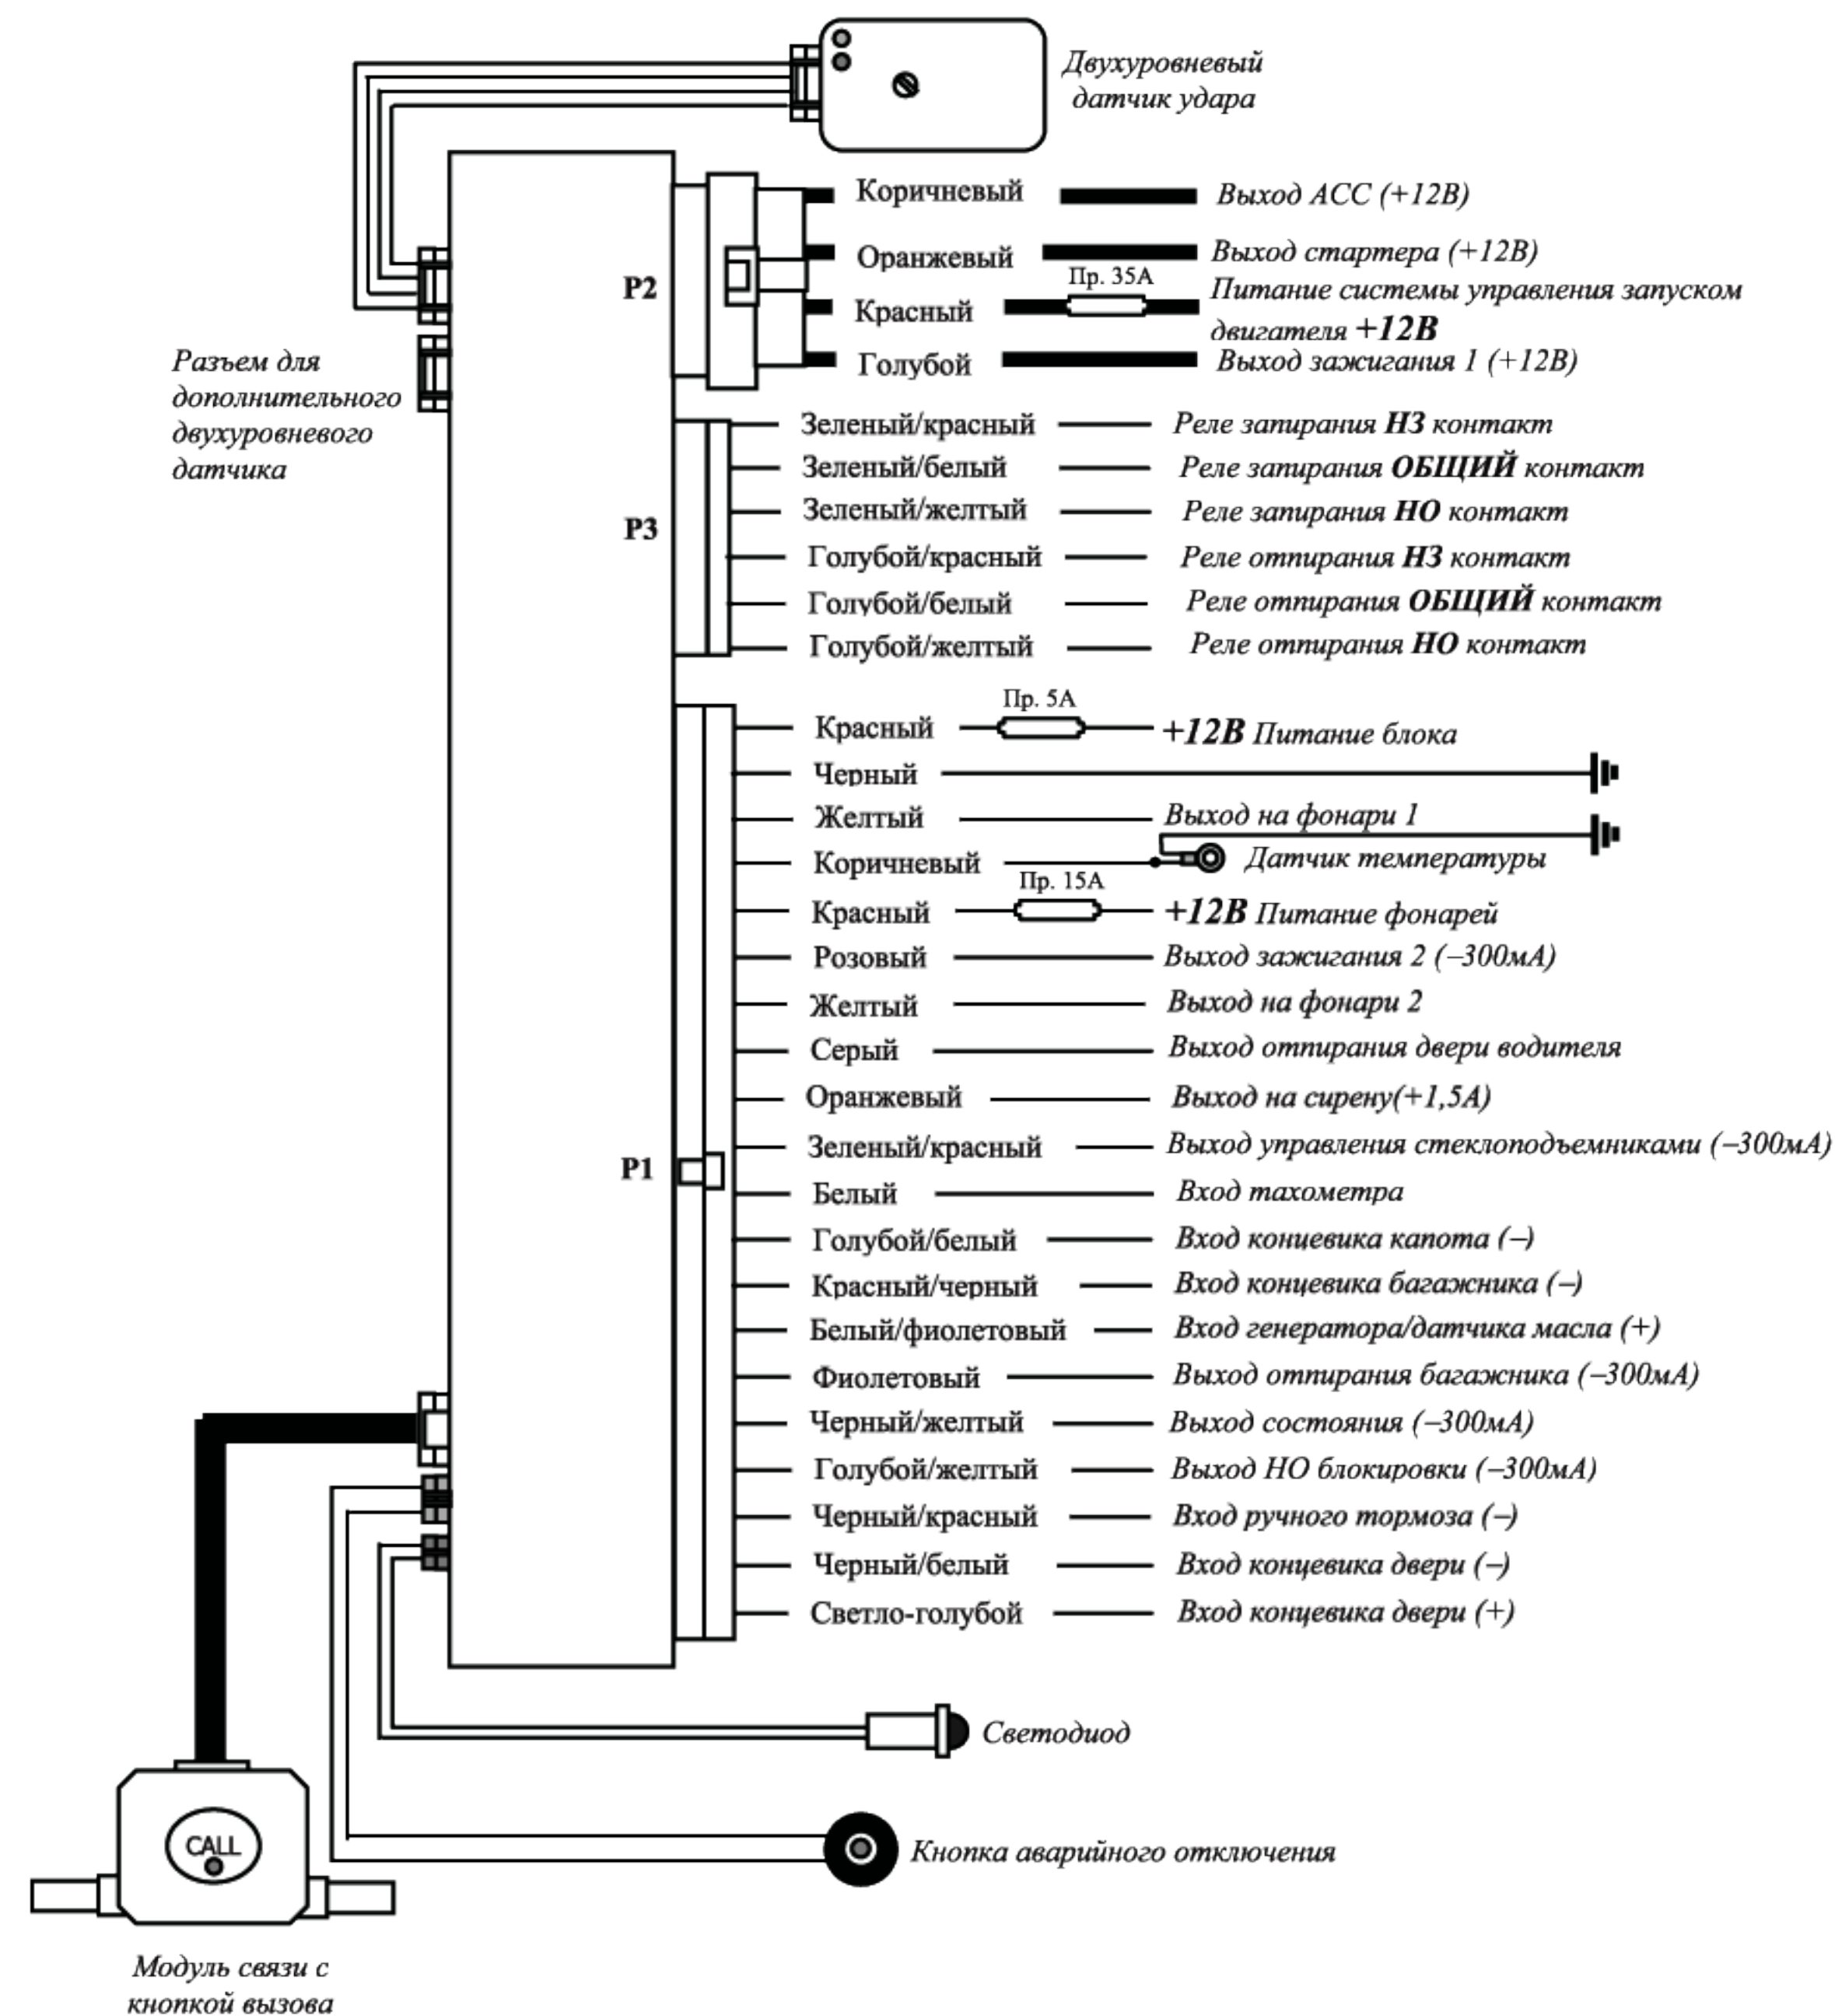 Двухуровневый
датчик удара
Коричневый Выход АСС (+12В)
Оранжевый Выход стартера (+12В)
Пр. 35А
Красный Питание системы управления запуском
двигателя +12В
Голубой Выход зажигания 1 (+12В)
P2
Разъем для
дополнительного
двухуровневого
датчика
Зеленый/красный Реле запирания НЗ контакт
Зеленый/белый Реле запирания ОБЩИЙ контакт
Зеленый/желтый Реле запирания НО контакт
P3
Голубой/красный Реле отпирания НЗ контакт
Голубой/белый Реле отпирания ОБЩИЙ контакт
Голубой/желтый Реле отпирания НО контакт
Пр. 5А
Красный +12В Питание блока
Черный
Желтый Выход на фонари 1
Коричневый Датчик температуры
Пр. 15А
Красный +12В Питание фонарей
Розовый Выход зажигания 2 (–300мА)
Желтый Выход на фонари 2
Серый Выход отпирания двери водителя
Оранжевый Выход на сирену(+1,5А)
Зеленый/красный Выход управления стеклоподъемниками (–300мА)
P1
Белый Вход тахометра
Голубой/белый Вход концевика капота (–)
Красный/черный Вход концевика багажника (–)
Белый/фиолетовый Вход генератора/датчика масла (+)
Фиолетовый Выход отпирания багажника (–300мА)
Черный/желтый Выход состояния (–300мА)
Голубой/желтый Выход НО блокировки (–300мА)
Черный/красный Вход ручного тормоза (–)
Черный/белый Вход концевика двери (–)
Светло-голубой Вход концевика двери (+)
Светодиод
CALL
Кнопка аварийного отключения
Модуль связи с
кнопкой вызова